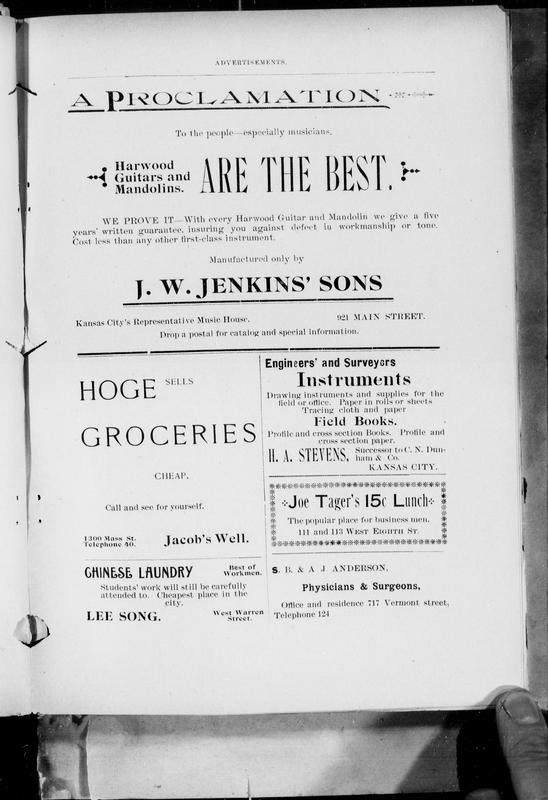 ADVERTISEMENTS.
A PROCLAMATION
To the people—especially musicians.
Harwood
Guitars and
Mandolins.
ARE THE BEST.
WE PROVE IT—With every Harwood Guitar and Mandolin we give a five
years' written guarantee, insuring you against defect in workmanship or tone.
Cost less than any other first-class instrument.
Manufactured only by
J. W. JENKINS' SONS
Kansas City's Representative Music House. 921 MAIN STREET.
Drop a postal for catalog and special information.
HOGE SELLS
GROCERIES
CHEAP.
Call and see for yourself.
1300 Mass St.
Telephone 40.
Jacob's Well.
CHINESE LAUNDRY
Best of
Workmen.
Students' work will still be carefully
attended to. Cheapest place in the
city.
LEE SONG.
West Warren
Street.
Engineers' and Surveyors
Instruments
Drawing instruments and supplies for the
field or office. Paper in rolls or sheets
Tracing cloth and paper
Field Books.
Profile and cross section Books. Profile and
cross section paper.
H. A. STEVENS,
Successor to C. N. Dun-
ham & Co.
KANSAS CITY.
Joe Tager's 15c Lunch
The popular place for business men.
111 and 113 WEST EIGHTH ST.
S. B. & A J ANDERSON,
Physicians & Surgeons,
Office and residence 717 Vermont street,
Telephone 124